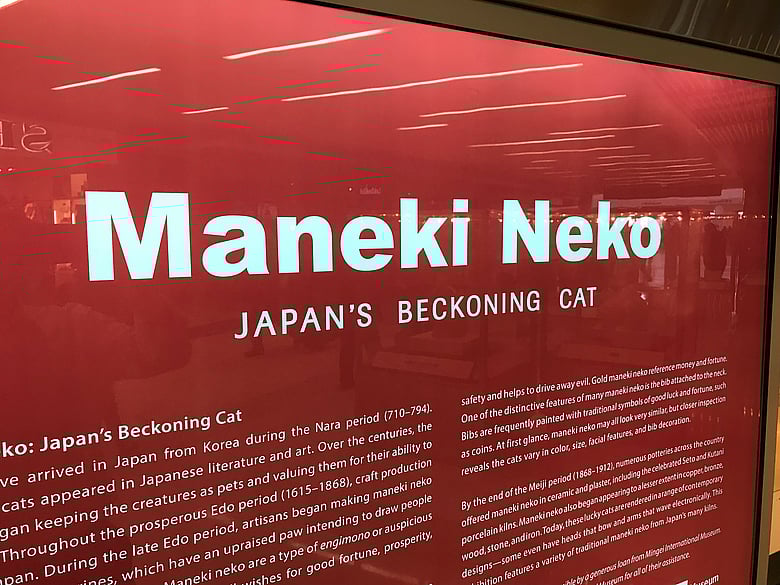 Maneki Neko
JAPAN'S BECKONING CAT
eko: Japan's Beckoning Cat
ve arrived in Japan from Korea during the Nara period (710–794).
cats appeared in Japanese literature and art. Over the centuries, the
gan keeping the creatures as pets and valuing them for their ability to
Throughout the prosperous Edo period (1615–1868), craft production
pan. During the late Edo period, artisans began making maneki neko
rines, which have an upraised paw intending to draw people
Maneki neko are a type of engimono or auspicious
wishes for good fortune, prosperity,
safety and helps to drive away evil. Gold maneki neko reference money and fortune.
One of the distinctive features of many maneki neko is the bib attached to the neck.
Bibs are frequently painted with traditional symbols of good luck and fortune, such
as coins. At first glance, maneki neko may all look very similar, but closer inspection
reveals the cats vary in color, size, facial features, and bib decoration.
By the end of the Meiji period (1868–1912), numerous potteries across the country
offered maneki neko in ceramic and plaster, including the celebrated Seto and Kutani
porcelain kilns. Maneki neko also began appearing to a lesser extent in copper, bronze,
wood, stone, and iron. Today, these lucky cats are rendered in a range of contemporary
designs—some even have heads that bow and arms that wave electronically. This
hibition features a variety of traditional maneki neko from Japan's many kilns.
ible by a generous loan from Mingei International Museum.
Museum for all of their assistance.